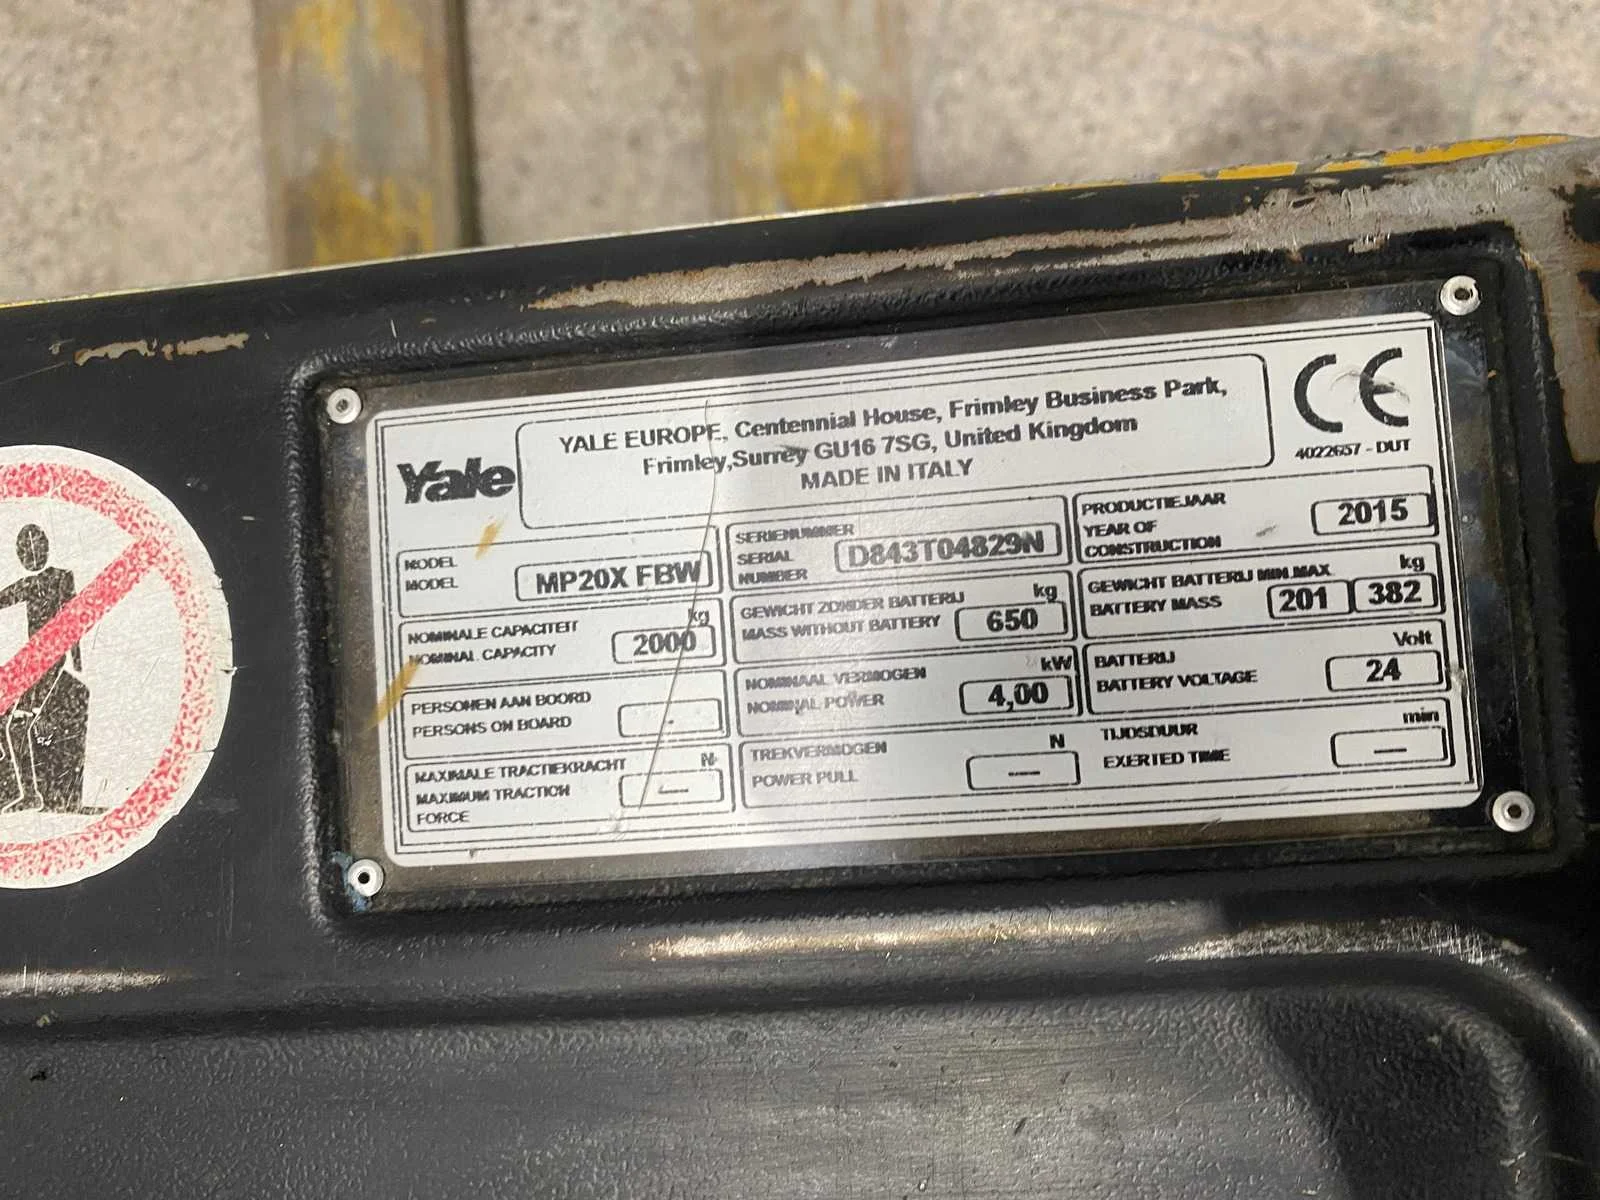 Yale
YALE EUROPE, Centennial House, Frimley Business Park,
Frimley,Surrey GU16 7SG, United Kingdom
MADE IN ITALY
CE
4022657 - DUT
MODEL
MODEL
MP20X FBW
SERIENUMMER
SERIAL
NUMBER
D843T04829N
PRODUCTIEJAAR
YEAR OF
CONSTRUCTION
2015
NOMINALE CAPACITEIT
NOMINAL CAPACITY
kg
2000
GEWICHT ZONDER BATTERIJ
MASS WITHOUT BATTERY
kg
650
GEWICHT BATTERIJ MIN.MAX
BATTERY MASS
kg
201 382
PERSONEN AAN BOORD
PERSONS ON BOARD
-
NOMINAAL VERMOGEN
NOMINAL POWER
kW
4,00
BATTERIJ
BATTERY VOLTAGE
Volt
24
MAXIMALE TRACTIEKRACHT
MAXIMUM TRACTION
FORCE
N
—
TREKVERMOGEN
POWER PULL
N
—
TIJDSDUUR
EXERTED TIME
min
—